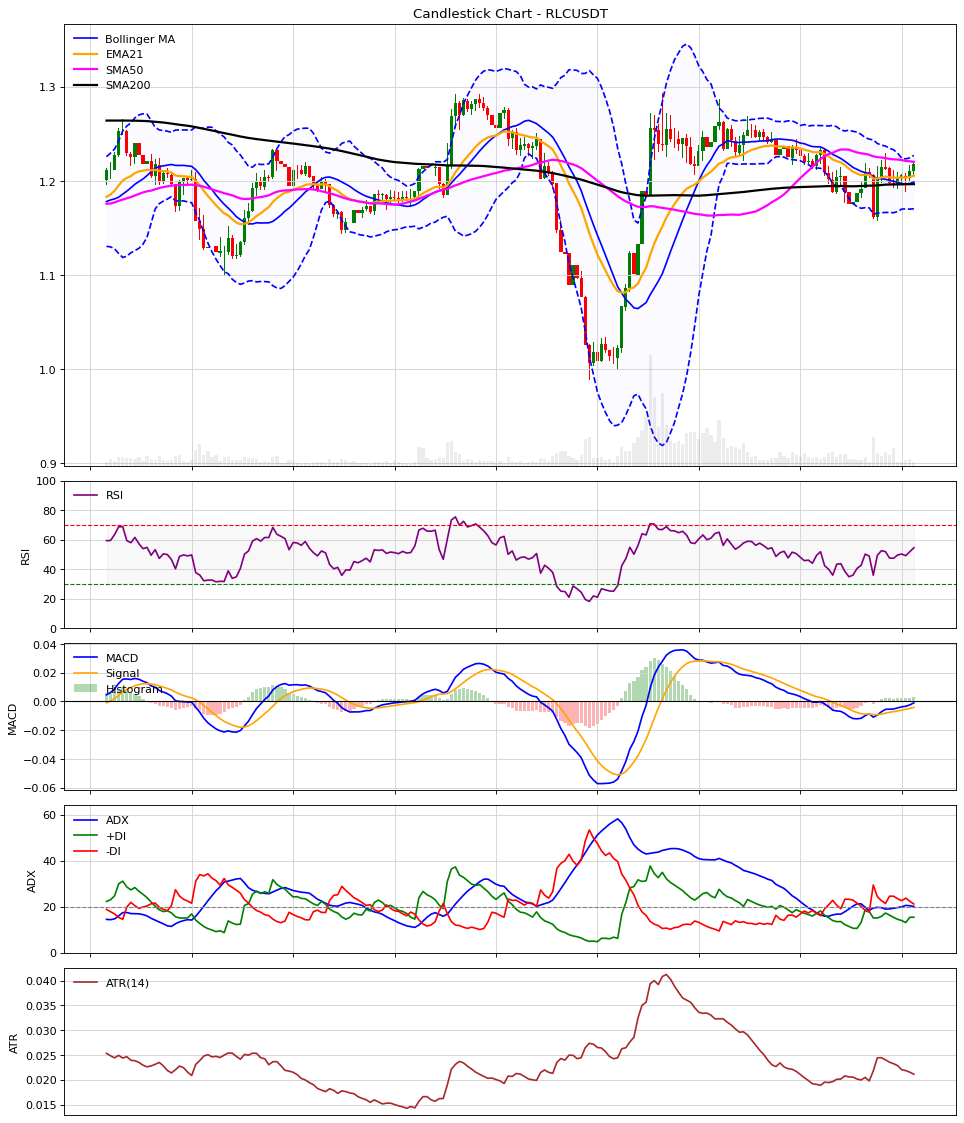 Candlestick Chart - RLCUSDT
Bollinger MA
EMA21
SMA50
SMA200
1.3
1.2
1.1
1.0
0.9
RSI
100
80
60
40
20
0
RSI
MACD
Signal
Histogram
0.04
0.02
0.00
−0.02
−0.04
−0.06
MACD
ADX
+DI
-DI
60
40
20
0
ADX
ATR(14)
0.040
0.035
0.030
0.025
0.020
0.015
ATR